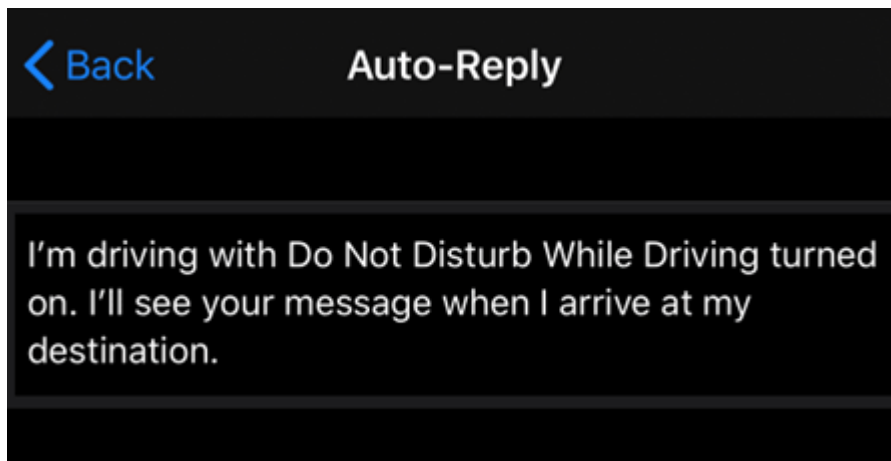 Back
Auto-Reply
I’m driving with Do Not Disturb While Driving turned
on. I’ll see your message when I arrive at my
destination.